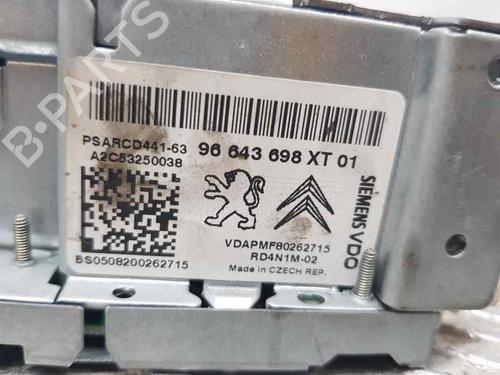 B-PARTS
PSARCD441-63
A2C53250038
96 643 698 XT 01
SIEMENS VDO
VDAPMF80262715
RD4N1M-02
BS0508200262715
Made in CZECH REP.